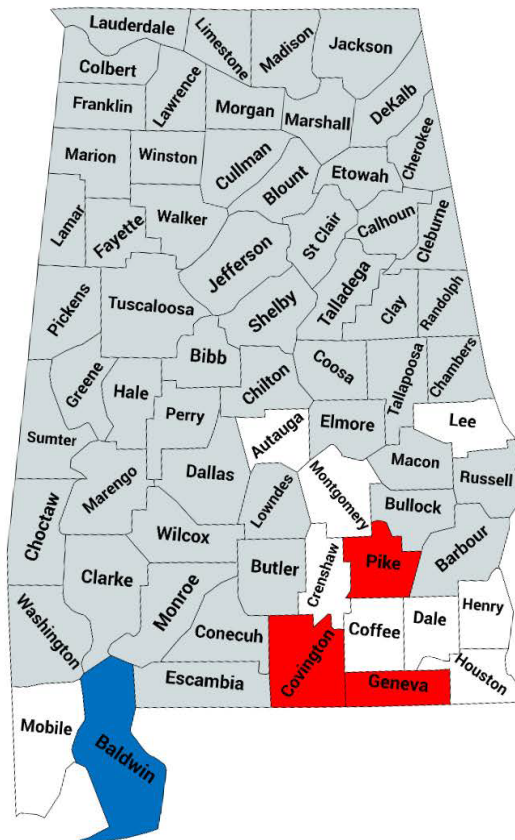 Lauderdale
Limestone
Madison
Jackson
Colbert
Lawrence
Franklin
Morgan
Marshall
DeKalb
Cherokee
Marion
Winston
Cullman
Blount
Etowah
Lamar
Fayette
Walker
Jefferson
St Clair
Calhoun
Cleburne
Pickens
Tuscaloosa
Shelby
Talladega
Clay
Randolph
Greene
Hale
Bibb
Chilton
Coosa
Tallapoosa
Chambers
Sumter
Perry
Autauga
Elmore
Lee
Marengo
Dallas
Montgomery
Macon
Russell
Choctaw
Lowndes
Bullock
Wilcox
Barbour
Clarke
Monroe
Butler
Crenshaw
Pike
Washington
Conecuh
Covington
Coffee
Dale
Henry
Escambia
Geneva
Houston
Mobile
Baldwin